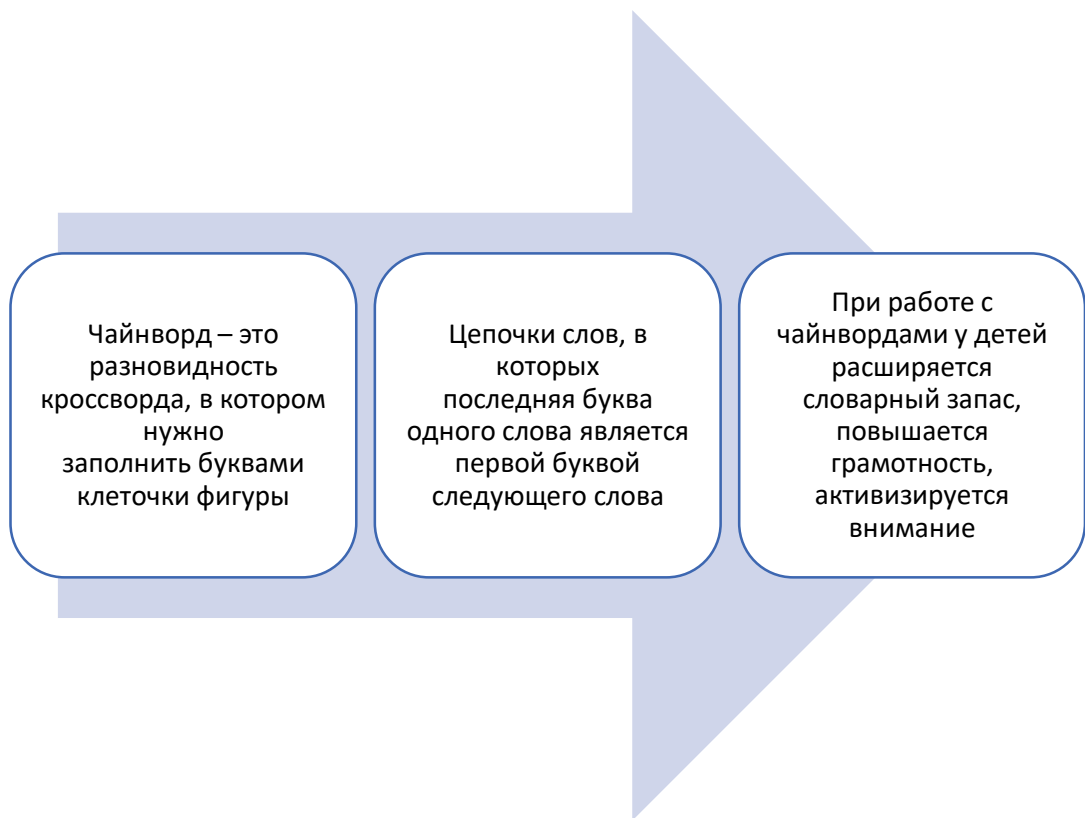 Чайнворд – это
разновидность
кроссворда, в котором
нужно
заполнить буквами
клеточки фигуры
Цепочки слов, в
которых
последняя буква
одного слова является
первой буквой
следующего слова
При работе с
чайнвордами у детей
расширяется
словарный запас,
повышается
грамотность,
активизируется
внимание